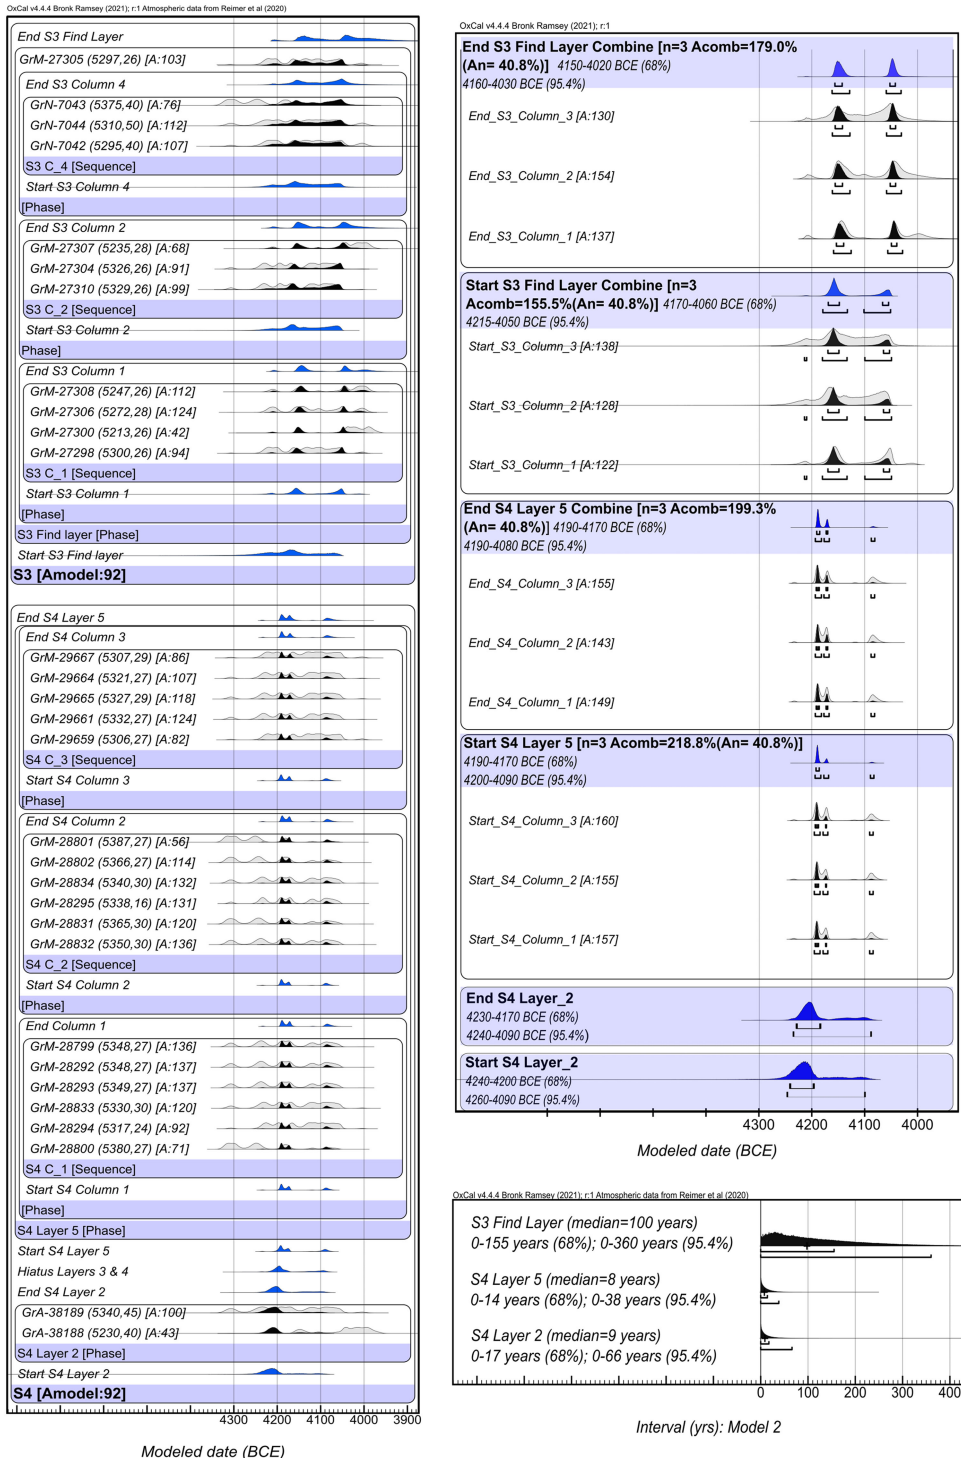 OxCal v4.4.4 Bronk Ramsey (2021); r:1 Atmospheric data from Reimer et al (2020)
End S3 Find Layer
GrM-27305 (5297,26) [A:103]
End S3 Column 4
GrN-7043 (5375,40) [A:76]
GrN-7044 (5310,50) [A:112]
GrN-7042 (5295,40) [A:107]
S3 C_4 [Sequence]
Start S3 Column 4
[Phase]
End S3 Column 2
GrM-27307 (5235,28) [A:68]
GrM-27304 (5326,26) [A:91]
GrM-27310 (5329,26) [A:99]
S3 C_2 [Sequence]
Start S3 Column 2
Phase]
End S3 Column 1
GrM-27308 (5247,26) [A:112]
GrM-27306 (5272,28) [A:124]
GrM-27300 (5213,26) [A:42]
GrM-27298 (5300,26) [A:94]
S3 C_1 [Sequence]
Start S3 Column 1
[Phase]
S3 Find layer [Phase]
Start S3 Find layer
S3 [Amodel:92]
End S4 Layer 5
End S4 Column 3
GrM-29667 (5307,29) [A:86]
GrM-29664 (5321,27) [A:107]
GrM-29665 (5327,29) [A:118]
GrM-29661 (5332,27) [A:124]
GrM-29659 (5306,27) [A:82]
S4 C_3 [Sequence]
Start S4 Column 3
[Phase]
End S4 Column 2
GrM-28801 (5387,27) [A:56]
GrM-28802 (5366,27) [A:114]
GrM-28834 (5340,30) [A:132]
GrM-28295 (5338,16) [A:131]
GrM-28831 (5365,30) [A:120]
GrM-28832 (5350,30) [A:136]
S4 C_2 [Sequence]
Start S4 Column 2
[Phase]
End Column 1
GrM-28799 (5348,27) [A:136]
GrM-28292 (5348,27) [A:137]
GrM-28293 (5349,27) [A:137]
GrM-28833 (5330,30) [A:120]
GrM-28294 (5317,24) [A:92]
GrM-28800 (5380,27) [A:71]
S4 C_1 [Sequence]
Start S4 Column 1
[Phase]
S4 Layer 5 [Phase]
Start S4 Layer 5
Hiatus Layers 3 & 4
End S4 Layer 2
GrA-38189 (5340,45) [A:100]
GrA-38188 (5230,40) [A:43]
S4 Layer 2 [Phase]
Start S4 Layer 2
S4 [Amodel:92]
4300 4200 4100 4000 3900
Modeled date (BCE)
OxCal v4.4.4 Bronk Ramsey (2021); r:1
End S3 Find Layer Combine [n=3 Acomb=179.0%
(An= 40.8%)] 4150-4020 BCE (68%)
4160-4030 BCE (95.4%)
End_S3_Column_3 [A:130]
End_S3_Column_2 [A:154]
End_S3_Column_1 [A:137]
Start S3 Find Layer Combine [n=3
Acomb=155.5%(An= 40.8%)] 4170-4060 BCE (68%)
4215-4050 BCE (95.4%)
Start_S3_Column_3 [A:138]
Start_S3_Column_2 [A:128]
Start_S3_Column_1 [A:122]
End S4 Layer 5 Combine [n=3 Acomb=199.3%
(An= 40.8%)] 4190-4170 BCE (68%)
4190-4080 BCE (95.4%)
End_S4_Column_3 [A:155]
End_S4_Column_2 [A:143]
End_S4_Column_1 [A:149]
Start S4 Layer 5 [n=3 Acomb=218.8%(An= 40.8%)]
4190-4170 BCE (68%)
4200-4090 BCE (95.4%)
Start_S4_Column_3 [A:160]
Start_S4_Column_2 [A:155]
Start_S4_Column_1 [A:157]
End S4 Layer_2
4230-4170 BCE (68%)
4240-4090 BCE (95.4%)
Start S4 Layer_2
4240-4200 BCE (68%)
4260-4090 BCE (95.4%)
4300 4200 4100 4000
Modeled date (BCE)
OxCal v4.4.4 Bronk Ramsey (2021); r:1 Atmospheric data from Reimer et al (2020)
S3 Find Layer (median=100 years)
0-155 years (68%); 0-360 years (95.4%)
S4 Layer 5 (median=8 years)
0-14 years (68%); 0-38 years (95.4%)
S4 Layer 2 (median=9 years)
0-17 years (68%); 0-66 years (95.4%)
0 100 200 300 400
Interval (yrs): Model 2